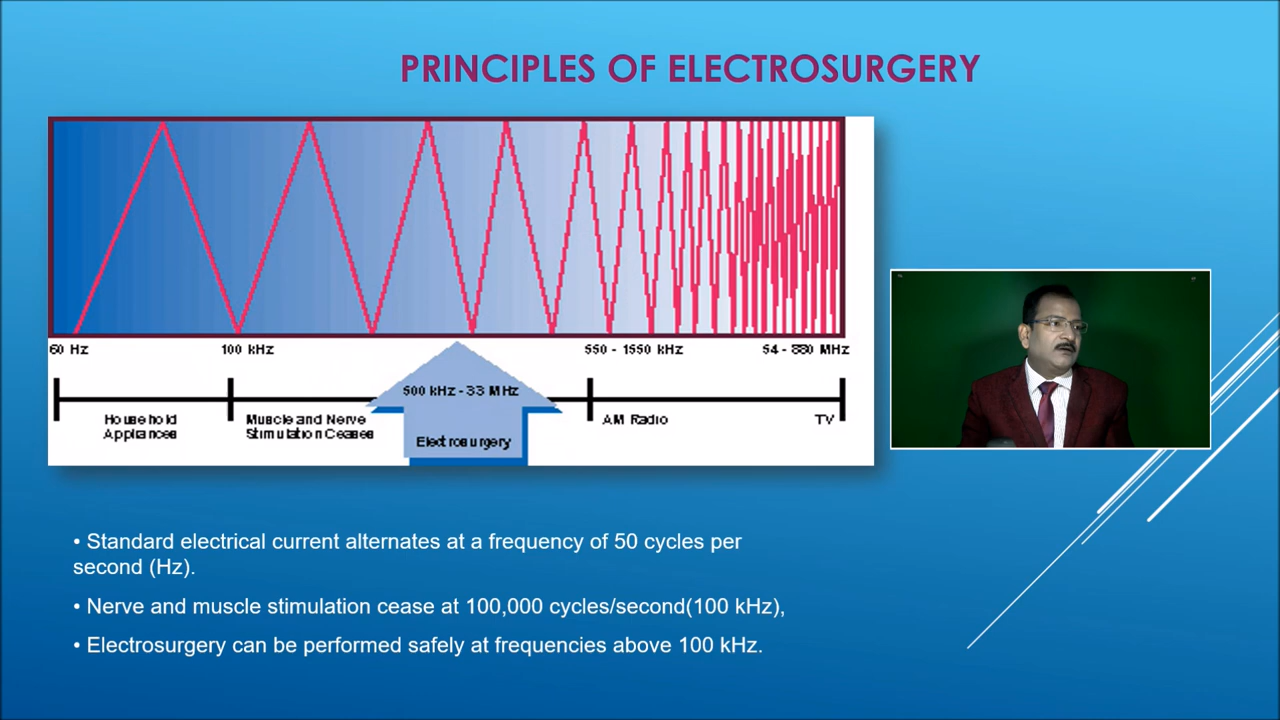 PRINCIPLES OF ELECTROSURGERY
60 Hz
100 kHz
550 - 1550 kHz
54 - 880 MHz
500 kHz - 33 MHz
Household
Appliances
Muscle and Nerve
Stimulation Ceases
Electrosurgery
AM Radio
TV
• Standard electrical current alternates at a frequency of 50 cycles per
second (Hz).
• Nerve and muscle stimulation cease at 100,000 cycles/second(100 kHz),
• Electrosurgery can be performed safely at frequencies above 100 kHz.